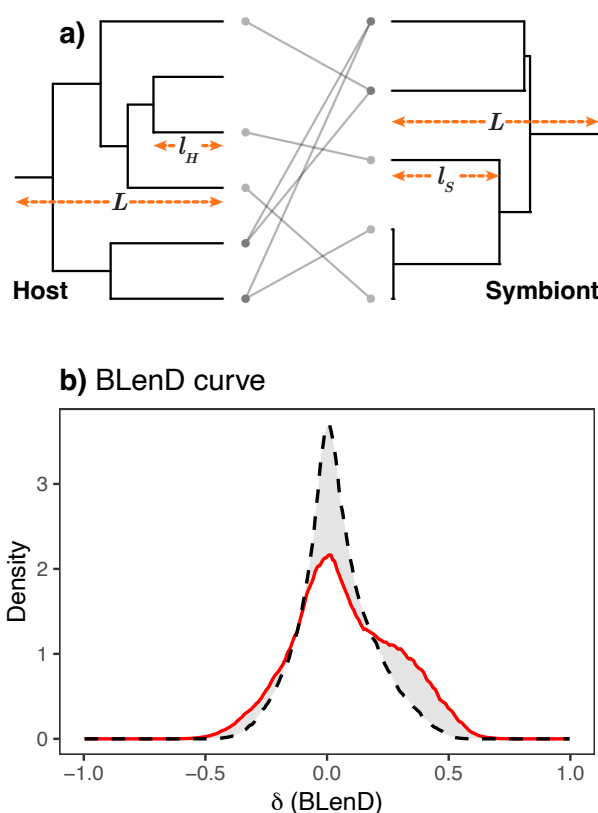 a)
L
l_H
l_S
L
Host
Symbiont
b) BLenD curve
Density
3
2
1
0
−1.0 −0.5 0.0 0.5 1.0
δ (BLenD)